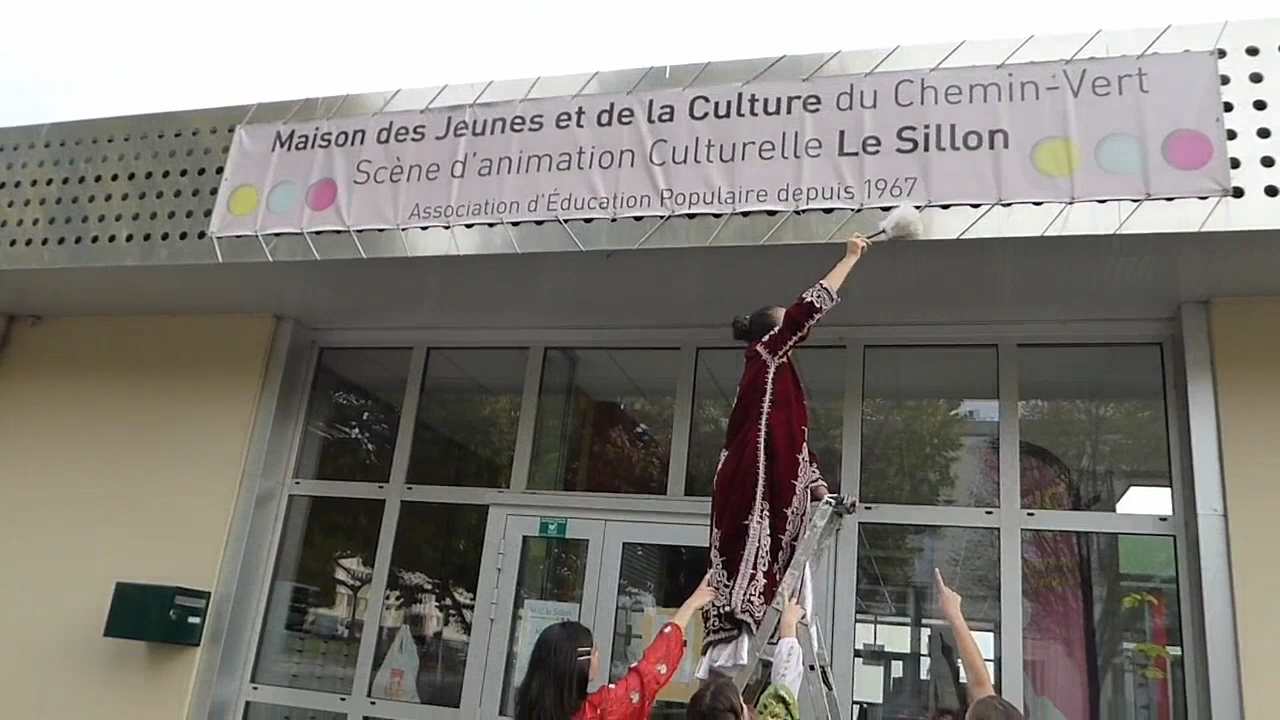 Maison des Jeunes et de la Culture du Chemin-Vert
Scène d'animation Culturelle Le Sillon
Association d'Éducation Populaire depuis 1967